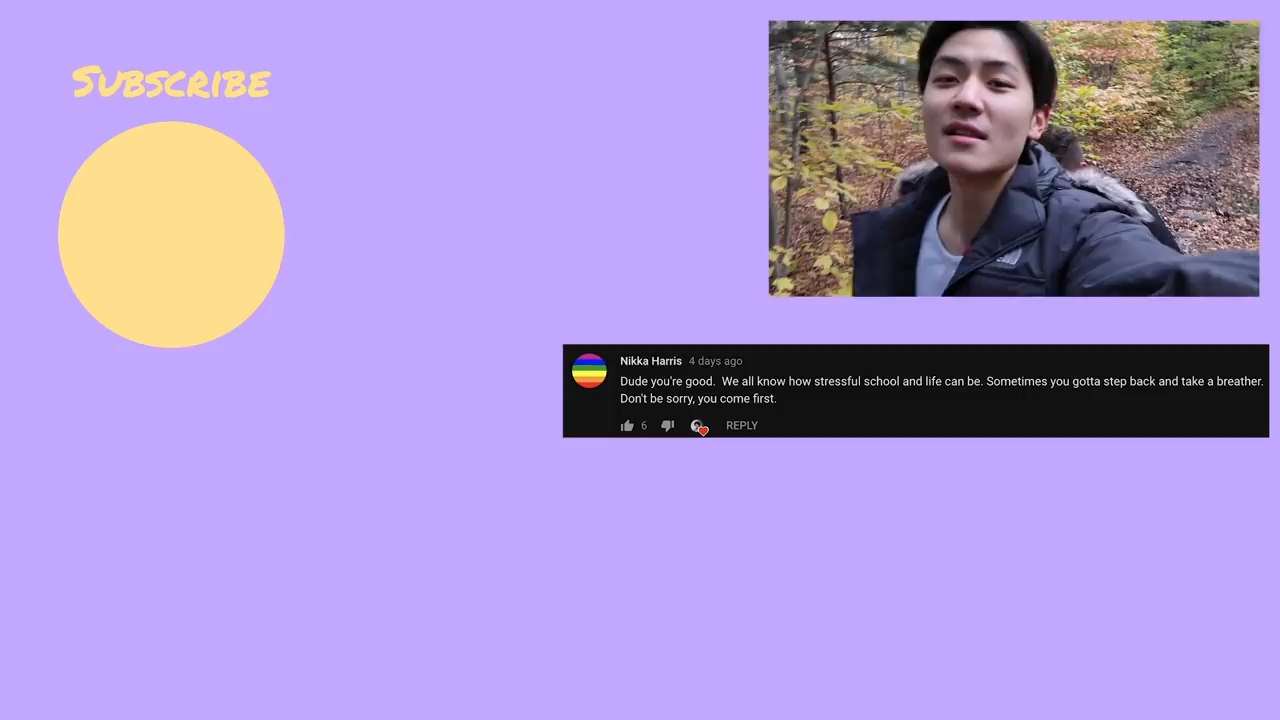 Subscribe
Nikka Harris 4 days ago
Dude you're good.  We all know how stressful school and life can be. Sometimes you gotta step back and take a breather.
Don't be sorry, you come first.
6 REPLY